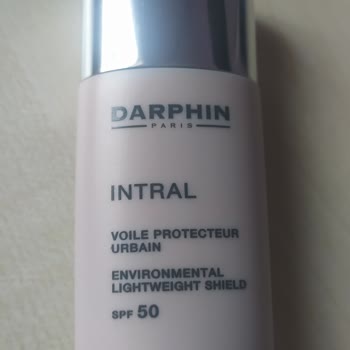 DARPHIN
PARIS
INTRAL
VOILE PROTECTEUR
URBAIN
ENVIRONMENTAL
LIGHTWEIGHT SHIELD
SPF 50